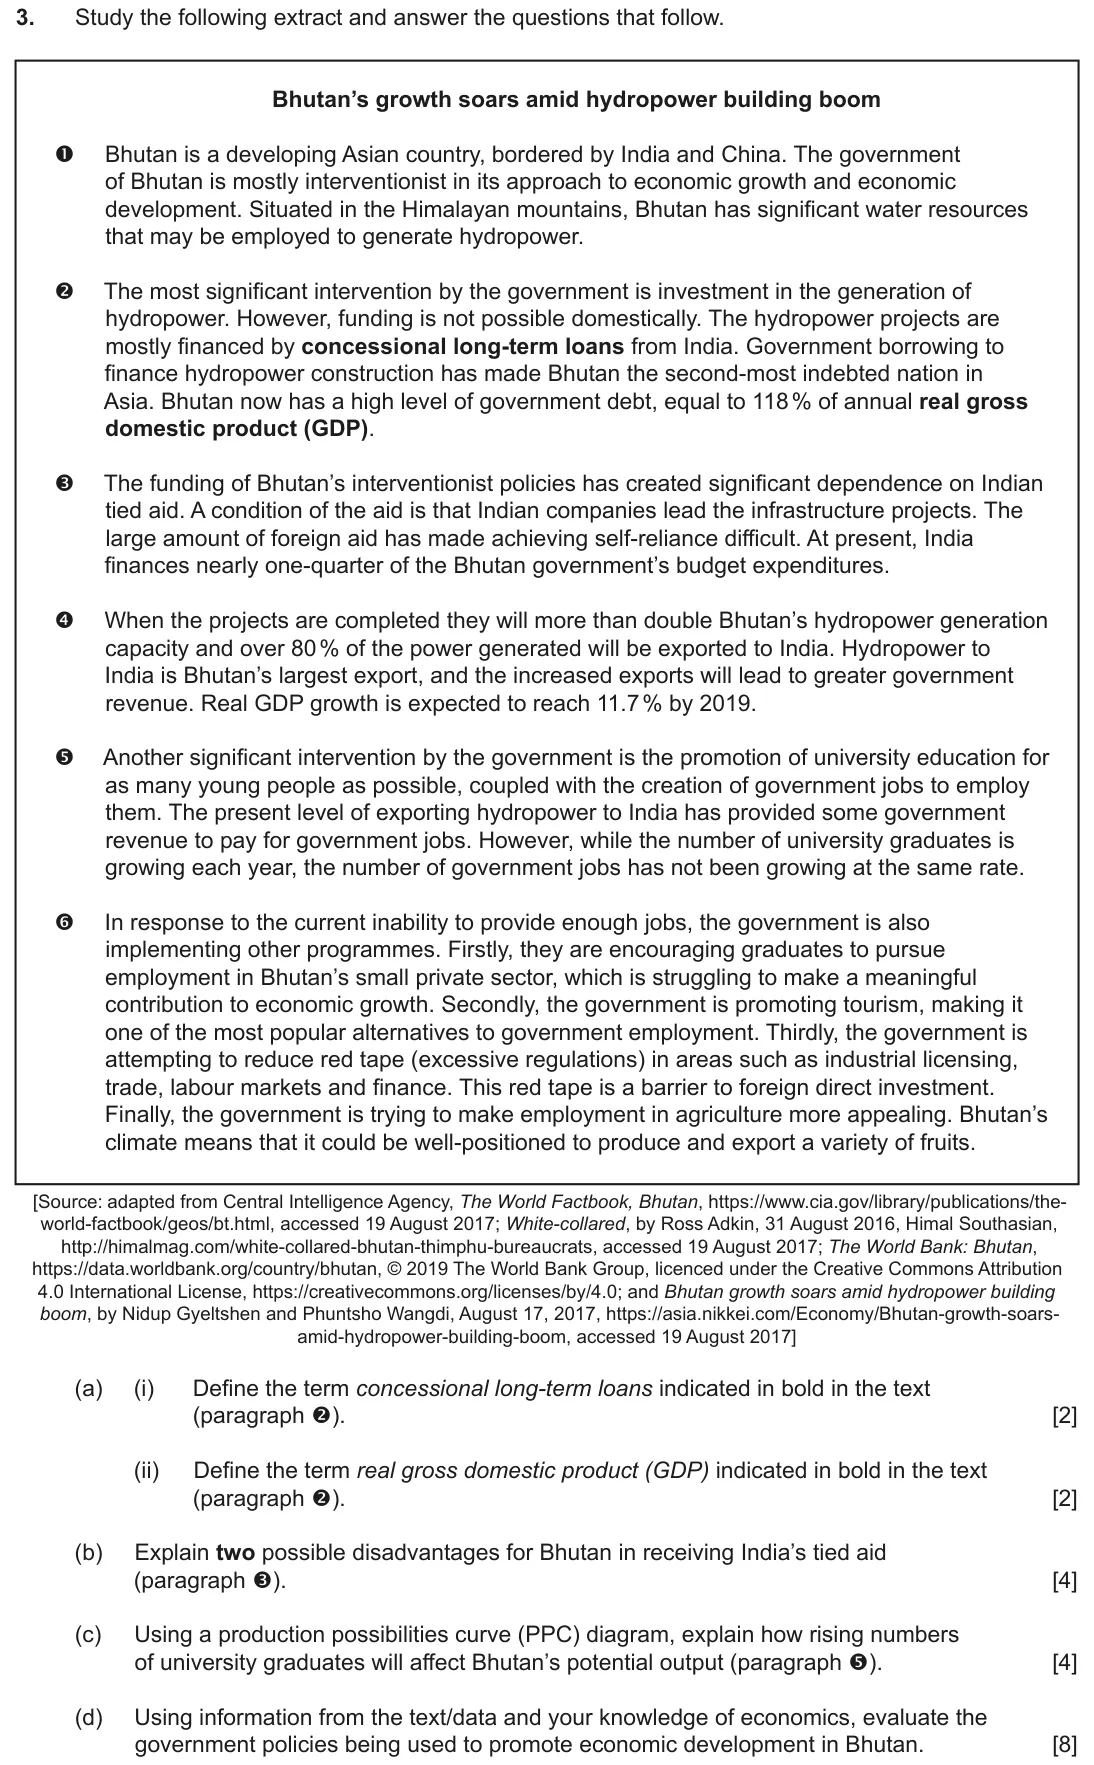 3. Study the following extract and answer the questions that follow.
Bhutan's growth soars amid hydropower building boom
❶ Bhutan is a developing Asian country, bordered by India and China. The government
of Bhutan is mostly interventionist in its approach to economic growth and economic
development. Situated in the Himalayan mountains, Bhutan has significant water resources
that may be employed to generate hydropower.
❷ The most significant intervention by the government is investment in the generation of
hydropower. However, funding is not possible domestically. The hydropower projects are
mostly financed by concessional long-term loans from India. Government borrowing to
finance hydropower construction has made Bhutan the second-most indebted nation in
Asia. Bhutan now has a high level of government debt, equal to 118 % of annual real gross
domestic product (GDP).
❸ The funding of Bhutan's interventionist policies has created significant dependence on Indian
tied aid. A condition of the aid is that Indian companies lead the infrastructure projects. The
large amount of foreign aid has made achieving self-reliance difficult. At present, India
finances nearly one-quarter of the Bhutan government's budget expenditures.
❹ When the projects are completed they will more than double Bhutan's hydropower generation
capacity and over 80 % of the power generated will be exported to India. Hydropower to
India is Bhutan's largest export, and the increased exports will lead to greater government
revenue. Real GDP growth is expected to reach 11.7 % by 2019.
❺ Another significant intervention by the government is the promotion of university education for
as many young people as possible, coupled with the creation of government jobs to employ
them. The present level of exporting hydropower to India has provided some government
revenue to pay for government jobs. However, while the number of university graduates is
growing each year, the number of government jobs has not been growing at the same rate.
❻ In response to the current inability to provide enough jobs, the government is also
implementing other programmes. Firstly, they are encouraging graduates to pursue
employment in Bhutan's small private sector, which is struggling to make a meaningful
contribution to economic growth. Secondly, the government is promoting tourism, making it
one of the most popular alternatives to government employment. Thirdly, the government is
attempting to reduce red tape (excessive regulations) in areas such as industrial licensing,
trade, labour markets and finance. This red tape is a barrier to foreign direct investment.
Finally, the government is trying to make employment in agriculture more appealing. Bhutan's
climate means that it could be well-positioned to produce and export a variety of fruits.
[Source: adapted from Central Intelligence Agency, The World Factbook, Bhutan, https://www.cia.gov/library/publications/the-
world-factbook/geos/bt.html, accessed 19 August 2017; White-collared, by Ross Adkin, 31 August 2016, Himal Southasian,
http://himalmag.com/white-collared-bhutan-thimphu-bureaucrats, accessed 19 August 2017; The World Bank: Bhutan,
https://data.worldbank.org/country/bhutan, © 2019 The World Bank Group, licenced under the Creative Commons Attribution
4.0 International License, https://creativecommons.org/licenses/by/4.0; and Bhutan growth soars amid hydropower building
boom, by Nidup Gyeltshen and Phuntsho Wangdi, August 17, 2017, https://asia.nikkei.com/Economy/Bhutan-growth-soars-
amid-hydropower-building-boom, accessed 19 August 2017]
(a) (i) Define the term concessional long-term loans indicated in bold in the text
(paragraph ❷). [2]
(ii) Define the term real gross domestic product (GDP) indicated in bold in the text
(paragraph ❷). [2]
(b) Explain two possible disadvantages for Bhutan in receiving India's tied aid
(paragraph ❸). [4]
(c) Using a production possibilities curve (PPC) diagram, explain how rising numbers
of university graduates will affect Bhutan's potential output (paragraph ❺). [4]
(d) Using information from the text/data and your knowledge of economics, evaluate the
government policies being used to promote economic development in Bhutan. [8]